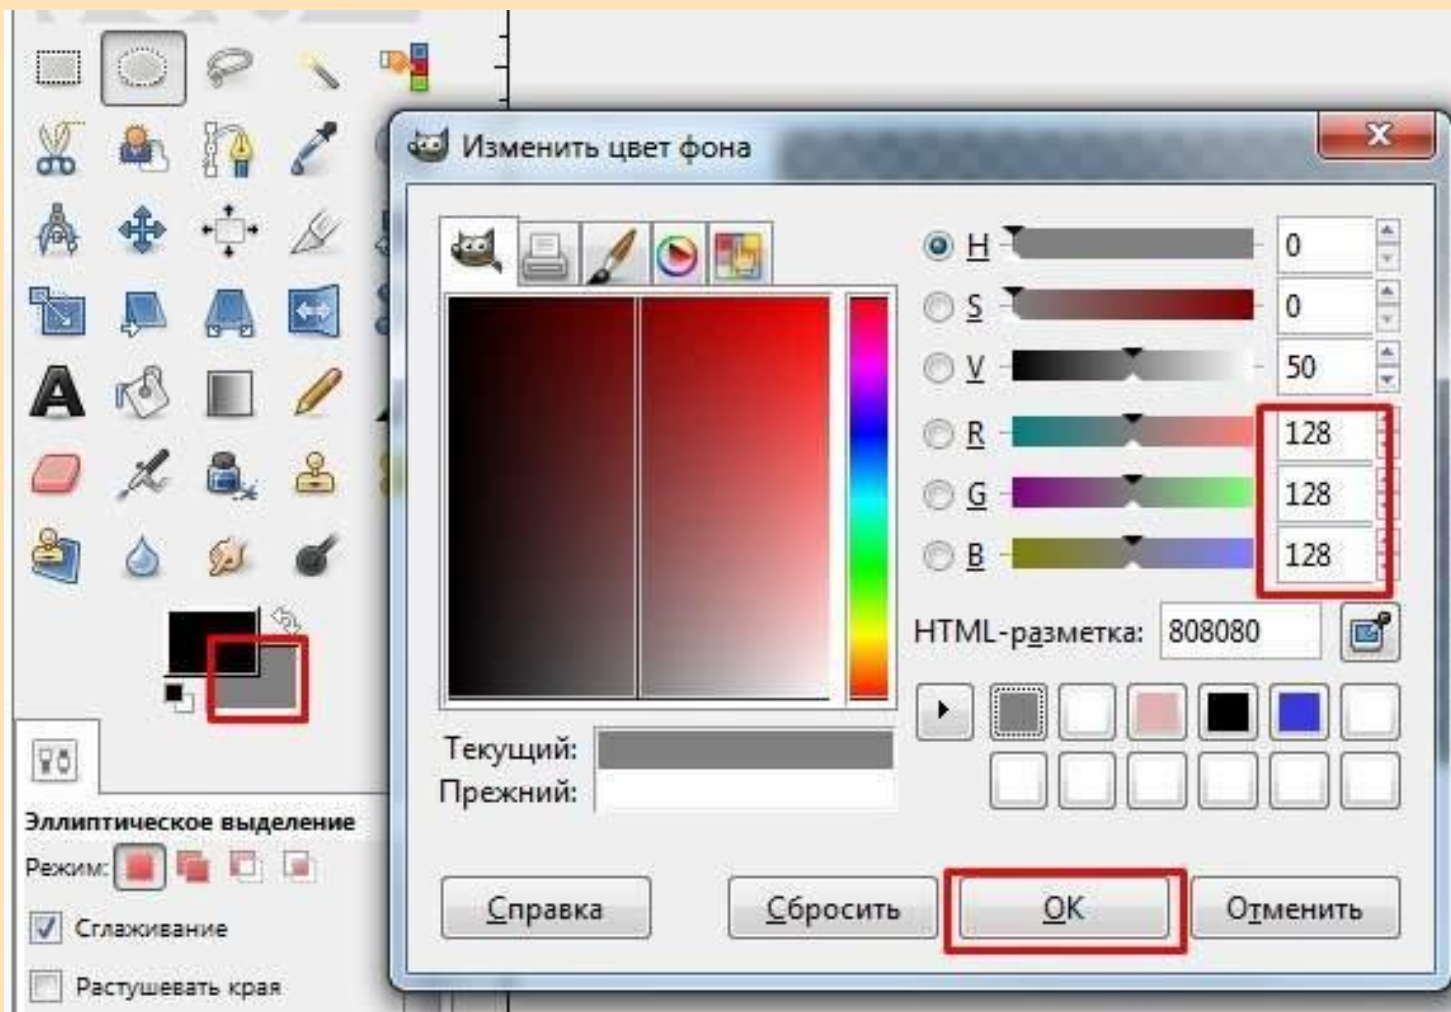 Изменить цвет фона
H 0
S 0
V 50
R 128
G 128
B 128
HTML-разметка: 808080
Текущий:
Прежний:
Справка
Сбросить
OK
Отменить
Эллиптическое выделение
Режим:
Сглаживание
Растушевать края